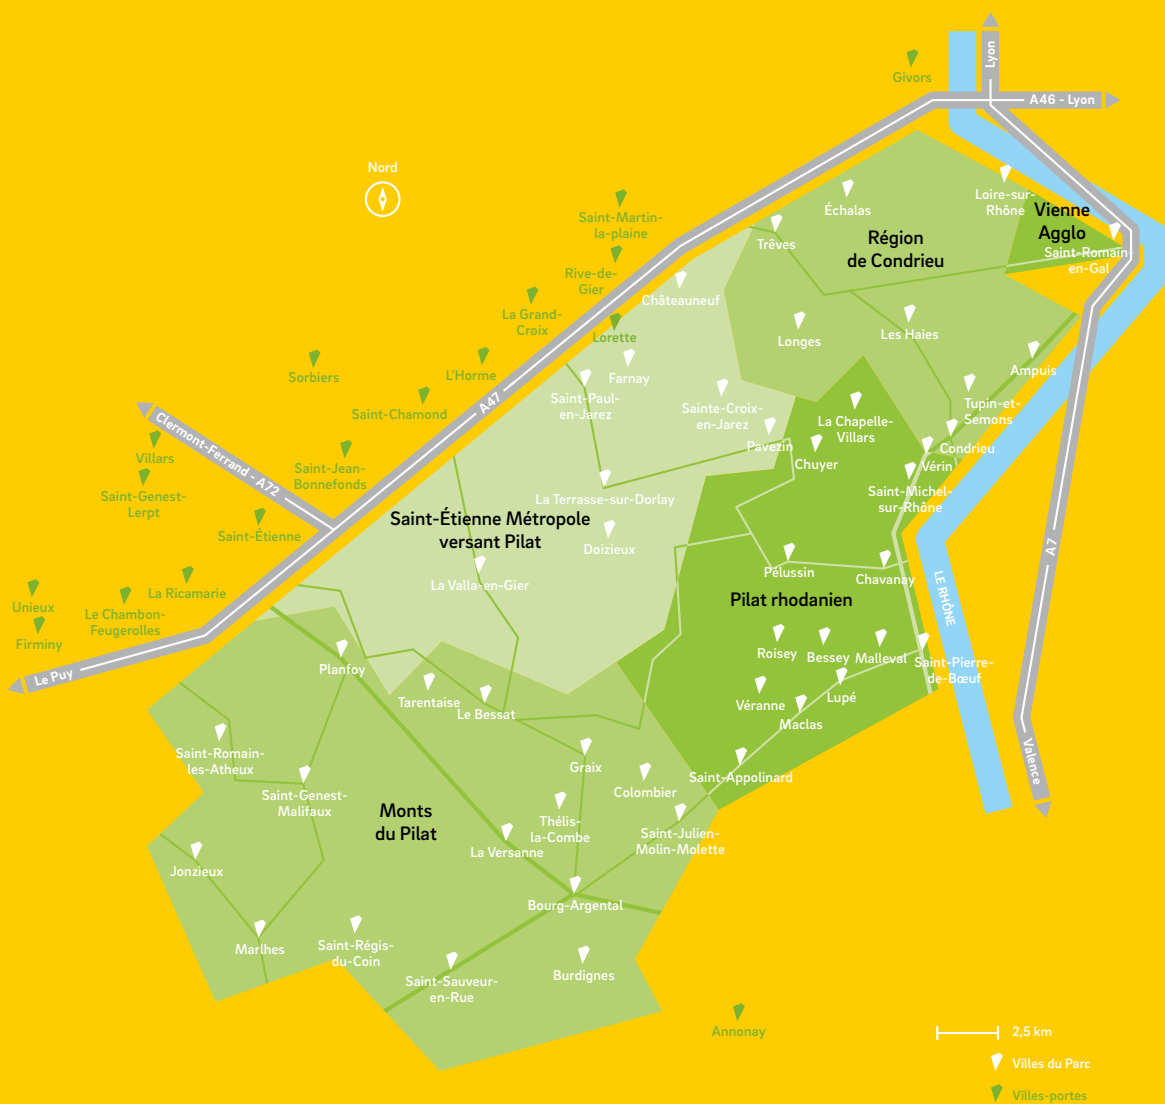 Lyon
Givors
A46 - Lyon
Nord
Loire-sur-
Rhône
Vienne
Agglo
Échalas
Saint-Martin-
la-plaine
Trêves
Région
de Condrieu
Saint-Romain-
en-Gal
Rive-de-
Gier
Châteauneuf
La Grand-
Croix
Lorette
Longes
Les Haies
Sorbiers
L'Horme
Farnay
Ampuis
A47
Saint-Paul-
en-Jarez
Saint-Chamond
Sainte-Croix-
en-Jarez
Tupin-et-
Semons
La Chapelle-
Villars
Clermont-Ferrand - A72
Villars
Pavezin
Condrieu
Chuyer
Vérin
Saint-Jean-
Bonnefonds
Saint-Genest-
Lerpt
La Terrasse-sur-Dorlay
Saint-Michel-
sur-Rhône
Saint-Étienne
Saint-Étienne Métropole
versant Pilat
Doizieux
A7
La Valla-en-Gier
Pélussin
Chavanay
LE RHÔNE
La Ricamarie
Pilat rhodanien
Unieux
Le Chambon-
Feugerolles
Firminy
Roisey
Bessey
Malleval
Saint-Pierre-
de-Bœuf
Planfoy
Le Puy
Tarentaise
Le Bessat
Véranne
Lupé
Maclas
Saint-Romain-
les-Atheux
Valence
Graix
Saint-Appolinard
Colombier
Saint-Genest-
Malifaux
Monts
du Pilat
Thélis-
la-Combe
Saint-Julien-
Molin-Molette
La Versanne
Jonzieux
Bourg-Argental
Marlhes
Saint-Régis-
du-Coin
Saint-Sauveur-
en-Rue
Burdignes
Annonay
2,5 km
Villes du Parc
Villes-portes